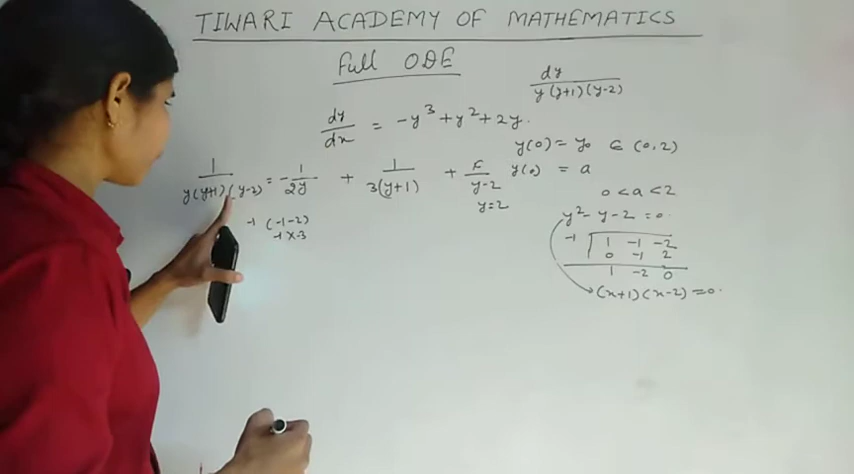 TIWARI ACADEMY OF MATHEMATICS
Full ODE
dy / y(y+1)(y-2)
dy/dx = -y³ + y² + 2y.
y(0) = y₀ ∈ (0,2)
1 / y(y+1)(y-2) = -1/2y + 1/3(y+1) + /y-2
y(0) = a
y=2
0 < a < 2
-1 (-1-2)
-1 x -3
y² - y - 2 = 0.
-1 | 1 -1 -2
0 -1 2
1 -2 0
(x+1)(x-2) = 0.